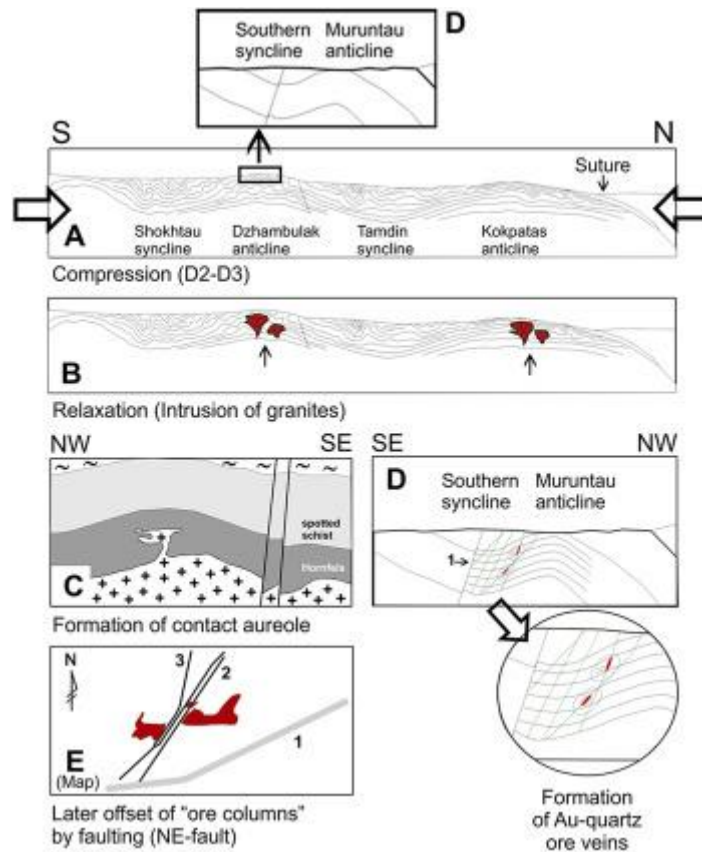 Southern Muruntau D
syncline anticline
S N
Suture
A Shokhtau Dzhambulak Tamdin Kokpatas
syncline anticline syncline anticline
Compression (D2-D3)
B
Relaxation (Intrusion of granites)
NW SE
spotted
schist
C Hornfels
Formation of contact aureole
SE NW
D Southern Muruntau
syncline anticline
1
N 3 2
1
E
(Map)
Later offset of "ore columns"
by faulting (NE-fault)
Formation
of Au-quartz
ore veins